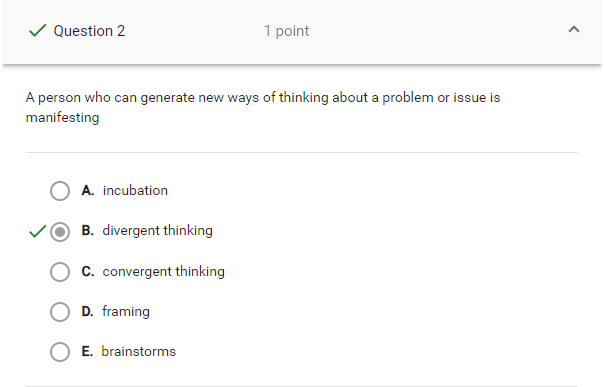 Question 2 1 point
A person who can generate new ways of thinking about a problem or issue is
manifesting
A. incubation
B. divergent thinking
C. convergent thinking
D. framing
E. brainstorms